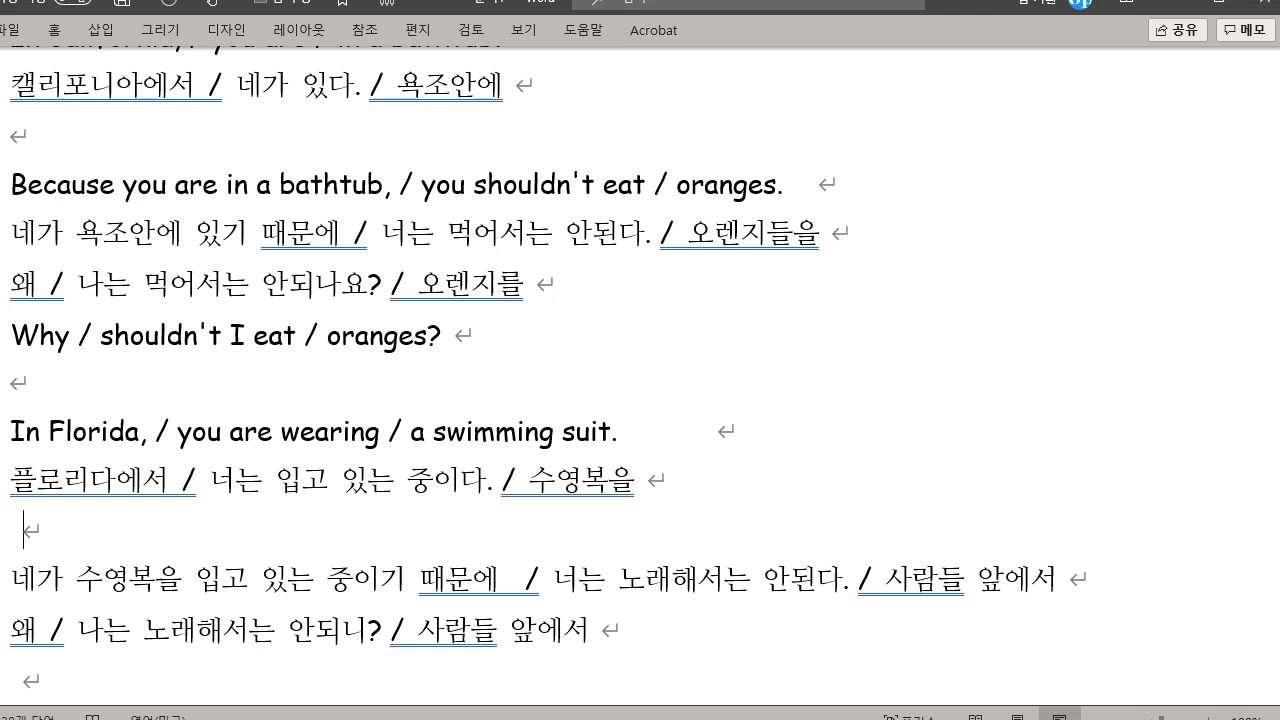 홈 삽입 그리기 디자인 레이아웃 참조 편지 검토 보기 도움말 Acrobat 공유 메모
캘리포니아에서 / 네가 있다. / 욕조안에
Because you are in a bathtub, / you shouldn't eat / oranges.
네가 욕조안에 있기 때문에 / 너는 먹어서는 안된다. / 오렌지들을
왜 / 나는 먹어서는 안되나요? / 오렌지를
Why / shouldn't I eat / oranges?
In Florida, / you are wearing / a swimming suit.
플로리다에서 / 너는 입고 있는 중이다. / 수영복을
네가 수영복을 입고 있는 중이기 때문에 / 너는 노래해서는 안된다. / 사람들 앞에서
왜 / 나는 노래해서는 안되니? / 사람들 앞에서